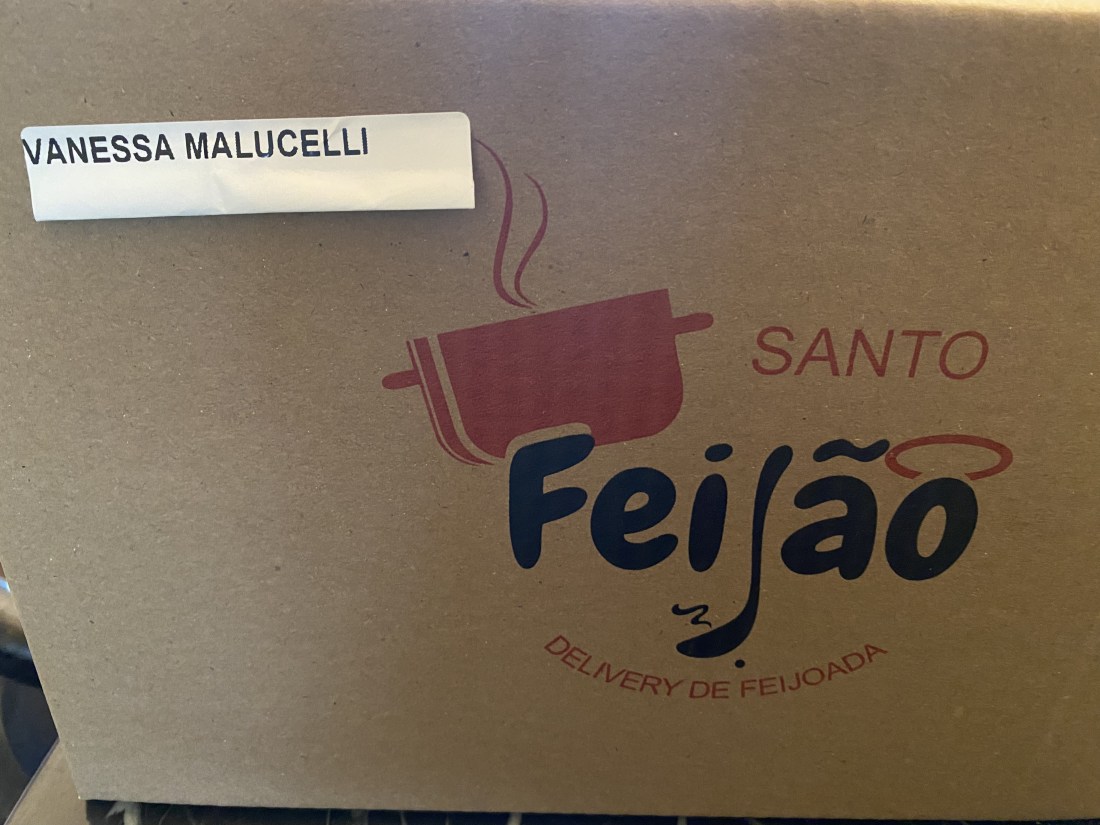 VANESSA MALUCELLI
SANTO
Feijão
DELIVERY DE FEIJOADA